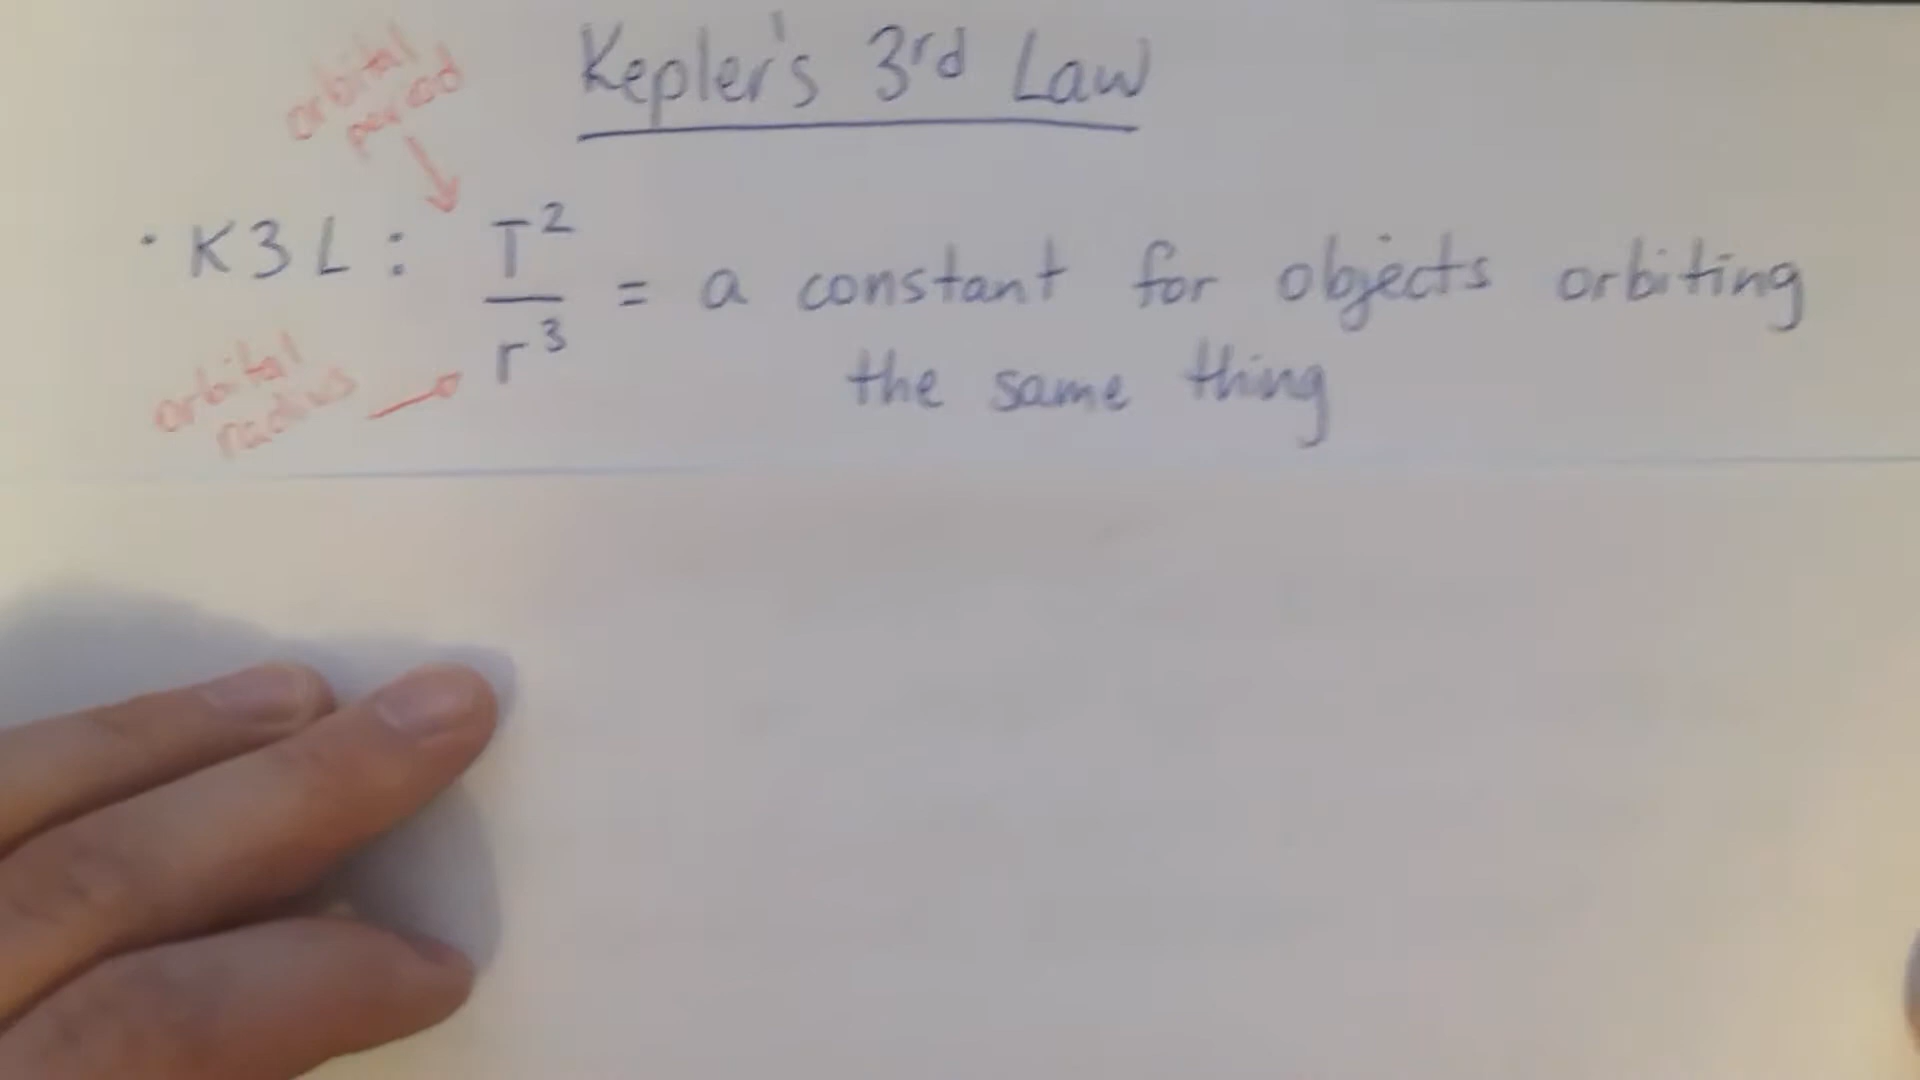 Kepler's 3rd Law
orbital
period
• K3L : T²/r³ = a constant for objects orbiting
the same thing
orbital
radius